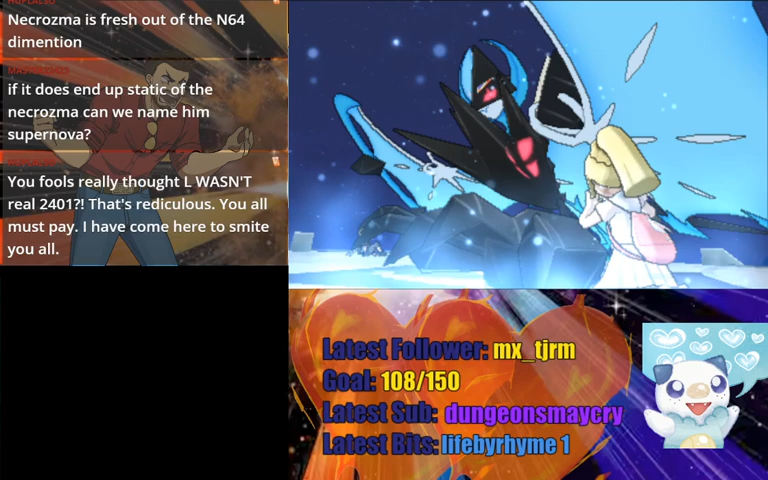 Necrozma is fresh out of the N64
dimention
if it does end up static of the
necrozma can we name him
supernova?
You fools really thought L WASN'T
real 2401?! That's rediculous. You all
must pay. I have come here to smite
you all.
Latest Follower: mx_tjrm
Goal: 108/150
Latest Sub: dungeonsmaycry
Latest Bits: lifebyrhyme 1